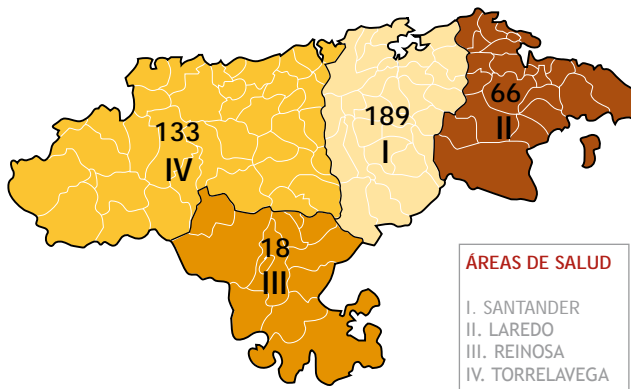 66
II
189
I
133
IV
18
III
ÁREAS DE SALUD
I. SANTANDER
II. LAREDO
III. REINOSA
IV. TORRELAVEGA